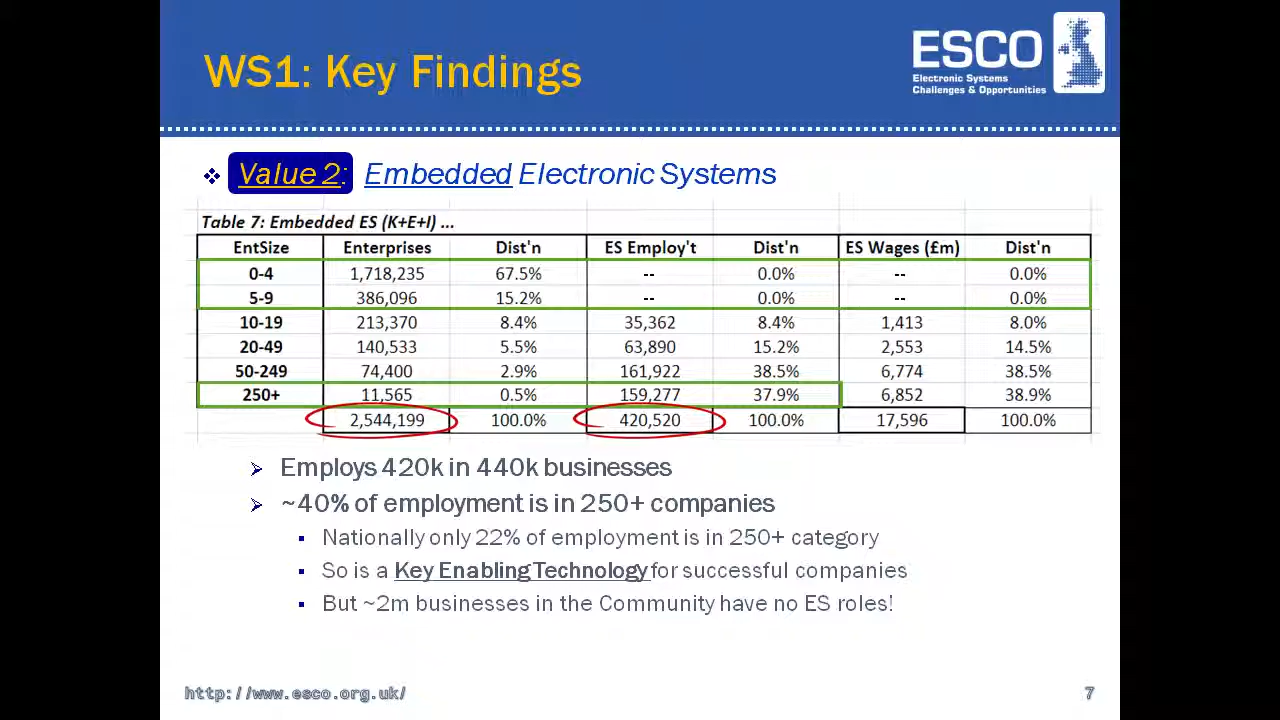 WS1: Key Findings
ESCO
Electronic Systems
Challenges & Opportunities
Value 2: Embedded Electronic Systems
Table 7: Embedded ES (K+E+I) ...
EntSize Enterprises Dist'n ES Employ't Dist'n ES Wages (£m) Dist'n
0-4 1,718,235 67.5% -- 0.0% -- 0.0%
5-9 386,096 15.2% -- 0.0% -- 0.0%
10-19 213,370 8.4% 35,362 8.4% 1,413 8.0%
20-49 140,533 5.5% 63,890 15.2% 2,553 14.5%
50-249 74,400 2.9% 161,922 38.5% 6,774 38.5%
250+ 11,565 0.5% 159,277 37.9% 6,852 38.9%
2,544,199 100.0% 420,520 100.0% 17,596 100.0%
Employs 420k in 440k businesses
~40% of employment is in 250+ companies
Nationally only 22% of employment is in 250+ category
So is a Key Enabling Technology for successful companies
But ~2m businesses in the Community have no ES roles!
http://www.esco.org.uk/
7